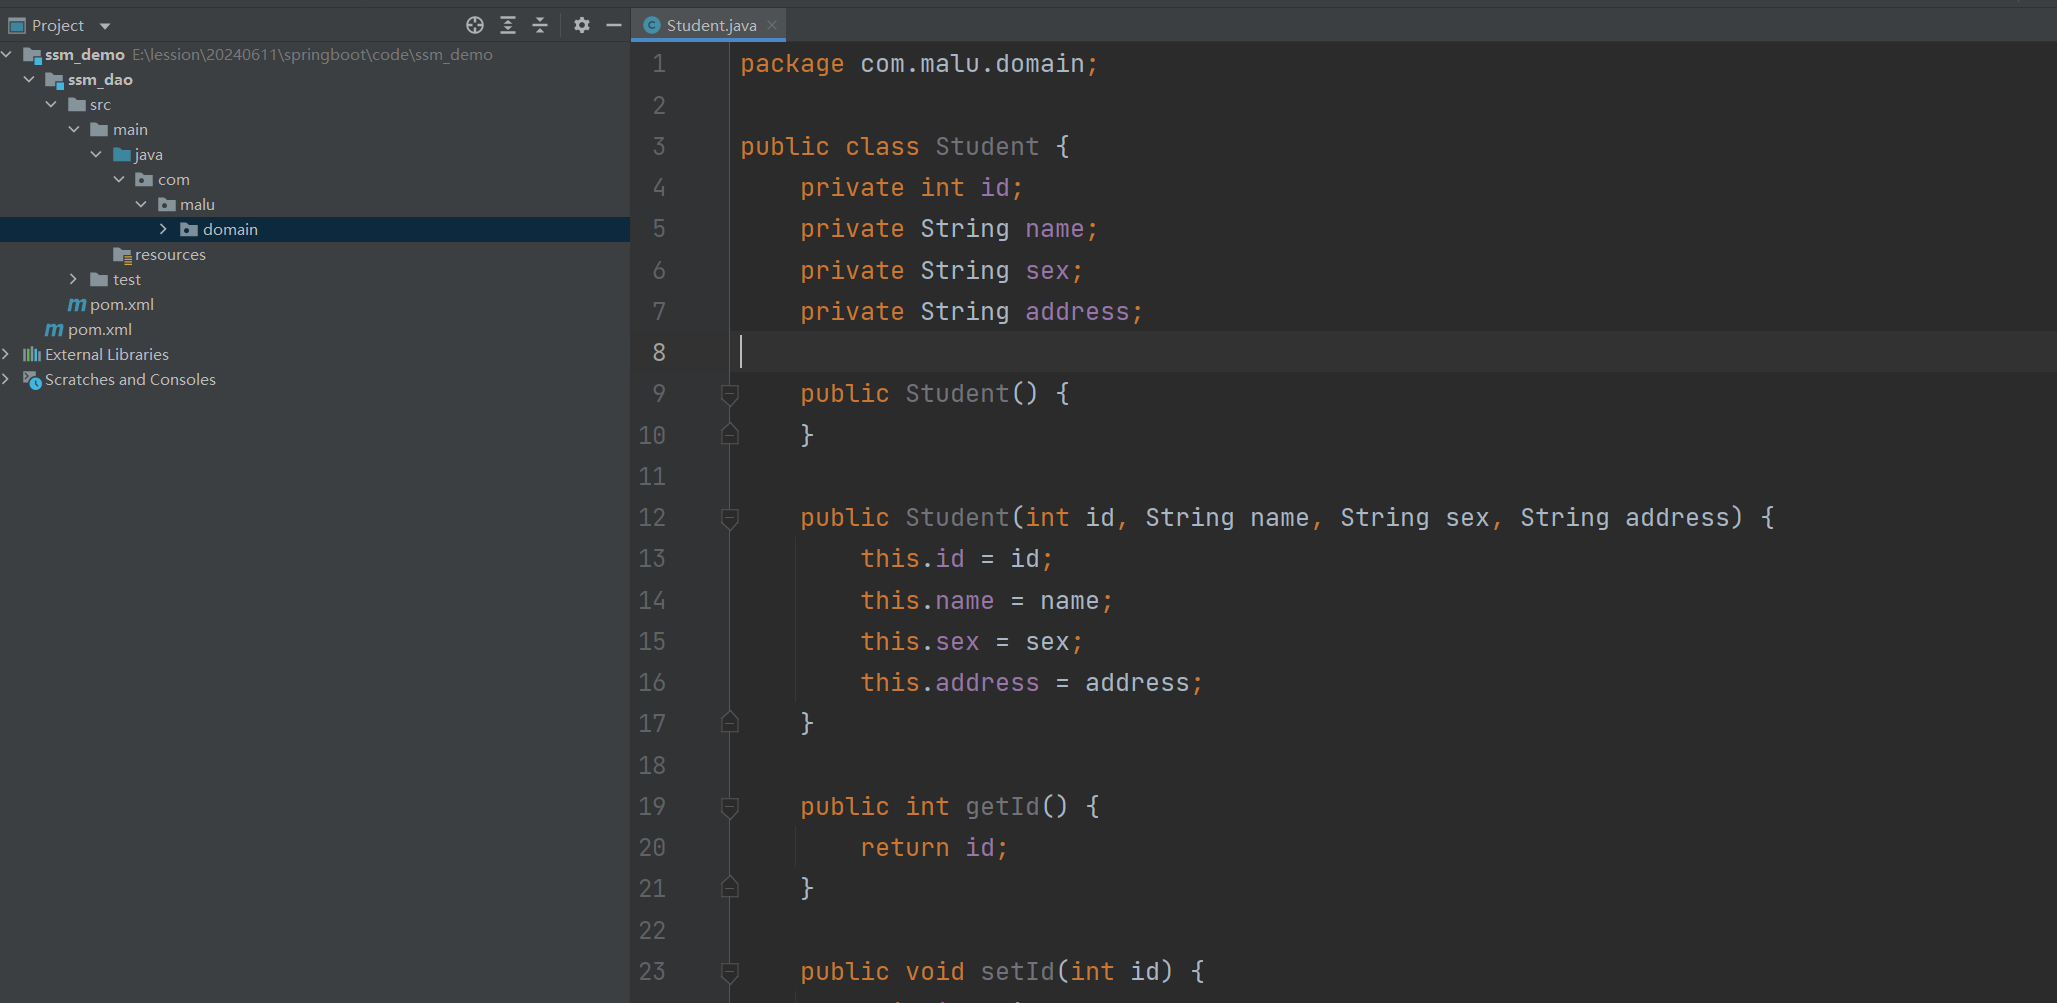 Project
ssm_demo E:\lession\20240611\springboot\code\ssm_demo
ssm_dao
src
main
java
com
malu
domain
resources
test
pom.xml
pom.xml
External Libraries
Scratches and Consoles
Student.java
1 package com.malu.domain;
2
3 public class Student {
4 private int id;
5 private String name;
6 private String sex;
7 private String address;
8
9 public Student() {
10 }
11
12 public Student(int id, String name, String sex, String address) {
13 this.id = id;
14 this.name = name;
15 this.sex = sex;
16 this.address = address;
17 }
18
19 public int getId() {
20 return id;
21 }
22
23 public void setId(int id) {